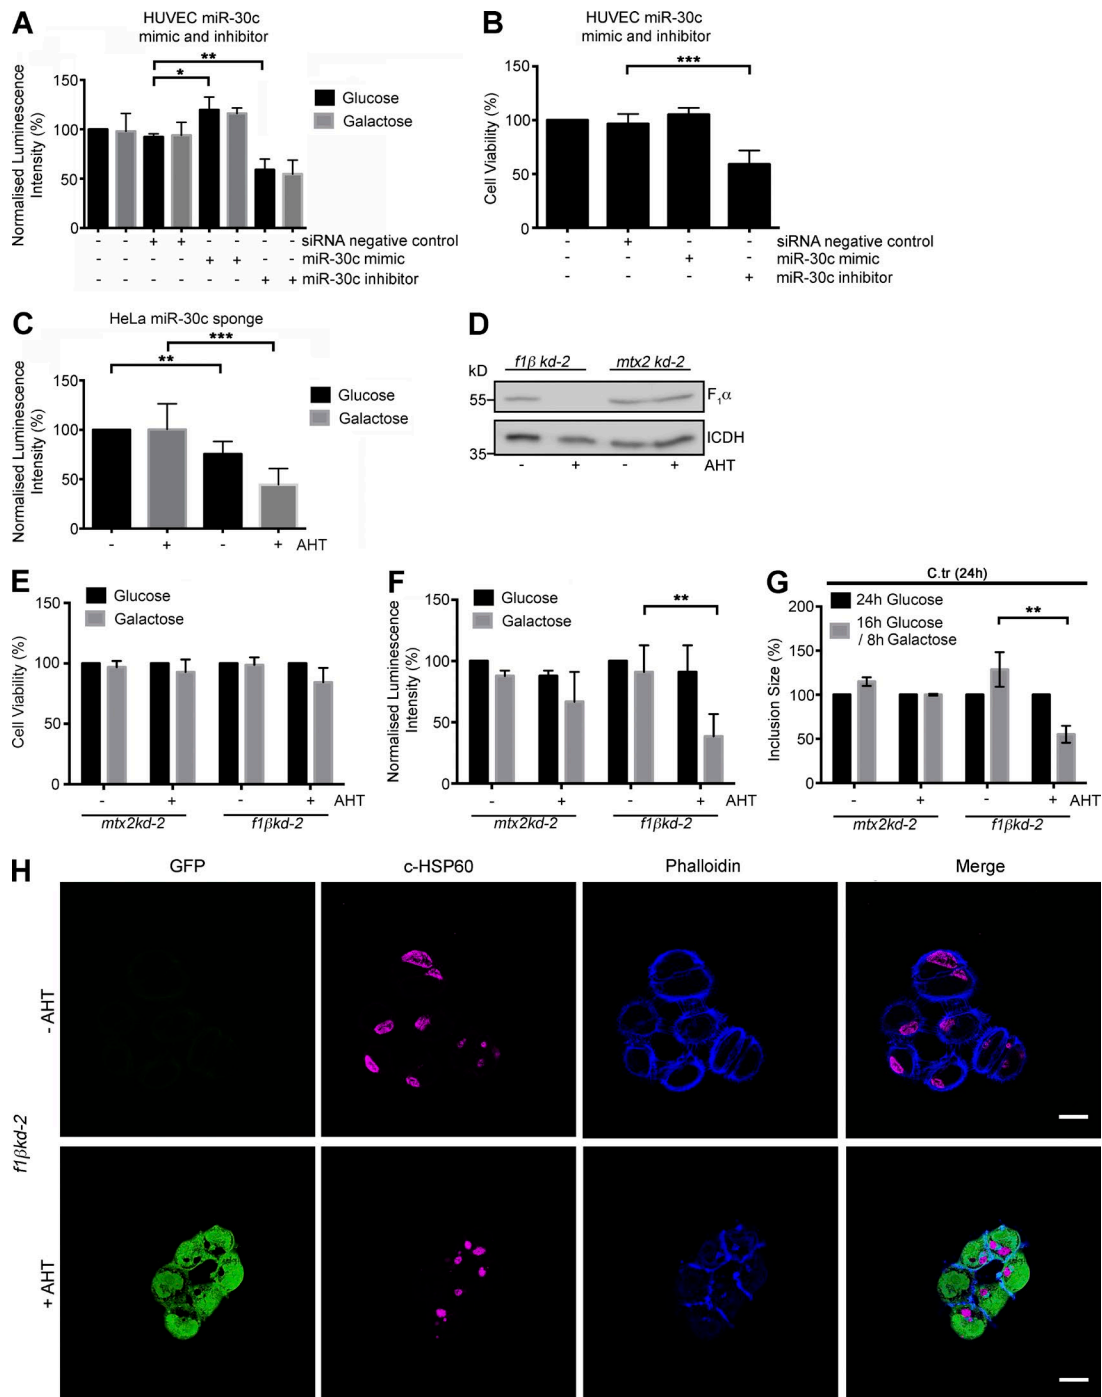 A
HUVEC miR-30c
mimic and inhibitor
**
*
Normalised Luminescence
Intensity (%)
150
100
50
0
Glucose
Galactose
- - + + - - - - siRNA negative control
- - - - + + - - miR-30c mimic
- - - - - - + + miR-30c inhibitor
B
HUVEC miR-30c
mimic and inhibitor
***
Cell Viability (%)
150
100
50
0
- + - - siRNA negative control
- - + - miR-30c mimic
- - - + miR-30c inhibitor
C
HeLa miR-30c sponge
***
**
Normalised Luminescence
Intensity (%)
150
100
50
0
Glucose
Galactose
- + - + AHT
D
kD
f1β kd-2 mtx2 kd-2
55
F₁α
35
ICDH
- + - + AHT
E
Glucose
Galactose
Cell Viability (%)
150
100
50
0
- + - + AHT
mtx2kd-2 f1βkd-2
F
Glucose
Galactose
**
Normalised Luminescence
Intensity (%)
150
100
50
0
- + - + AHT
mtx2kd-2 f1βkd-2
G
C.tr (24h)
24h Glucose
16h Glucose
/ 8h Galactose
**
Inclusion Size (%)
200
150
100
50
0
- + - + AHT
mtx2kd-2 f1βkd-2
H
GFP c-HSP60 Phalloidin Merge
- AHT
f1βkd-2
+ AHT